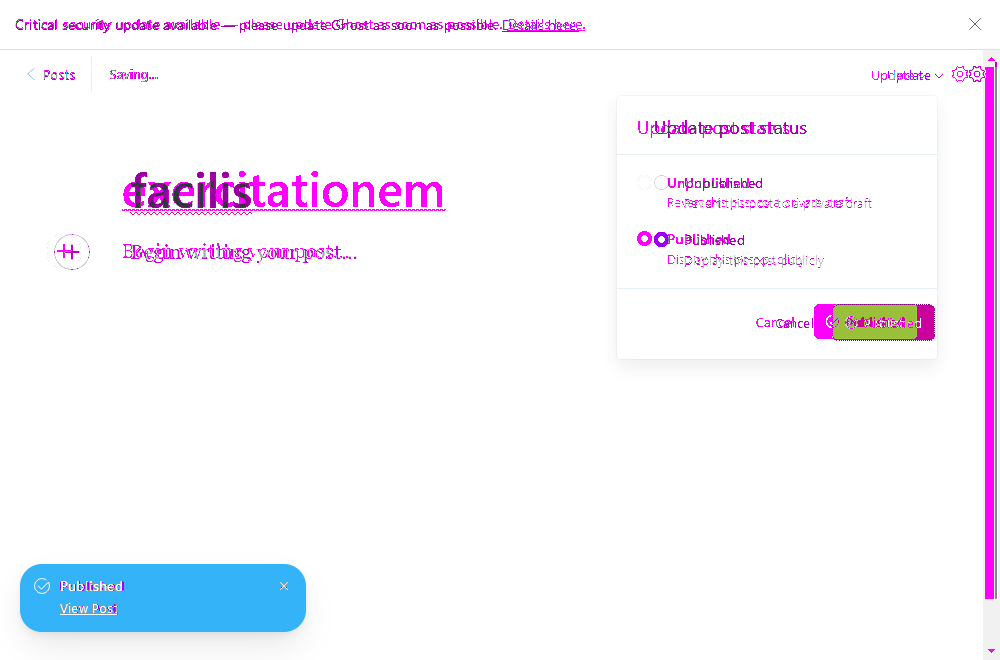 Critical security update available — please update Ghost as soon as possible. Details here.
Posts
Saving...
Update
Update post status
exercitationem
facilis
Unpublished
Revert this post to a private draft
Begin writing your post...
Published
Display this post publicly
Cancel
Published
View Post